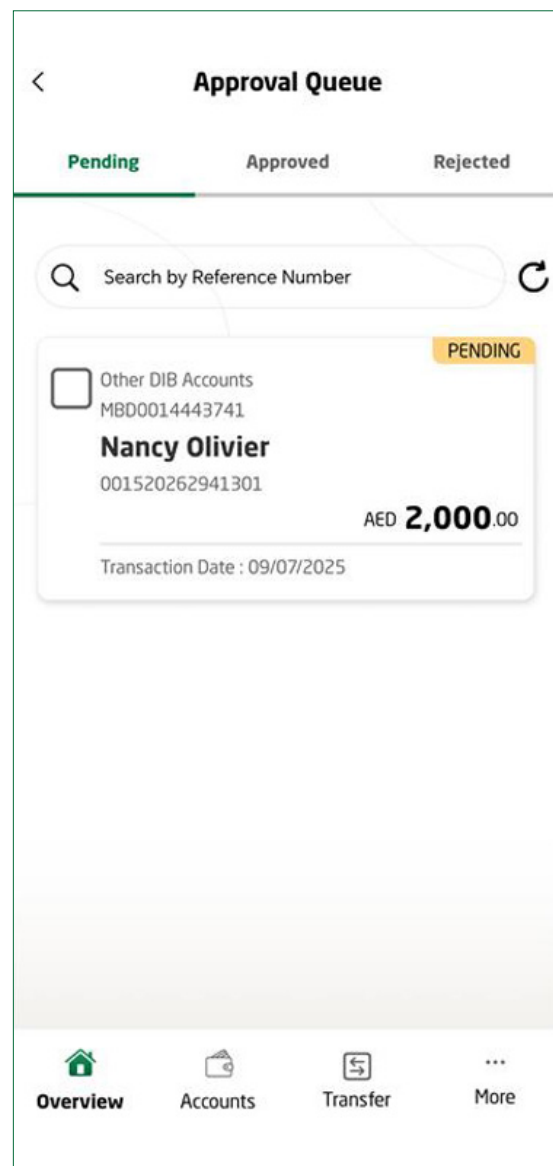 Approval Queue
Pending Approved Rejected
Search by Reference Number
PENDING
Other DIB Accounts
MBD0014443741
Nancy Olivier
001520262941301
AED 2,000.00
Transaction Date : 09/07/2025
Overview Accounts Transfer More